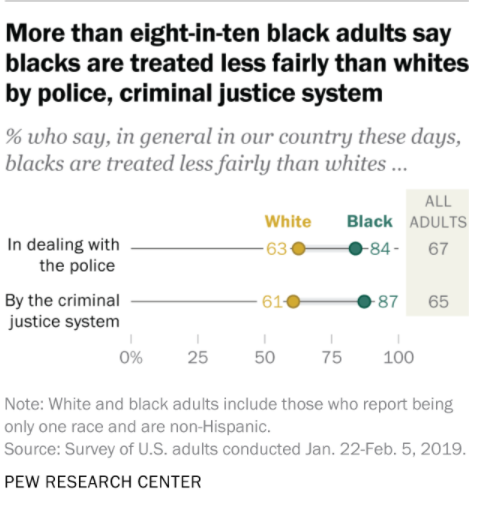 More than eight-in-ten black adults say
blacks are treated less fairly than whites
by police, criminal justice system
% who say, in general in our country these days,
blacks are treated less fairly than whites ...
ALL
White Black ADULTS
In dealing with 63 84 67
the police
By the criminal 61 87 65
justice system
0% 25 50 75 100
Note: White and black adults include those who report being
only one race and are non-Hispanic.
Source: Survey of U.S. adults conducted Jan. 22-Feb. 5, 2019.
PEW RESEARCH CENTER